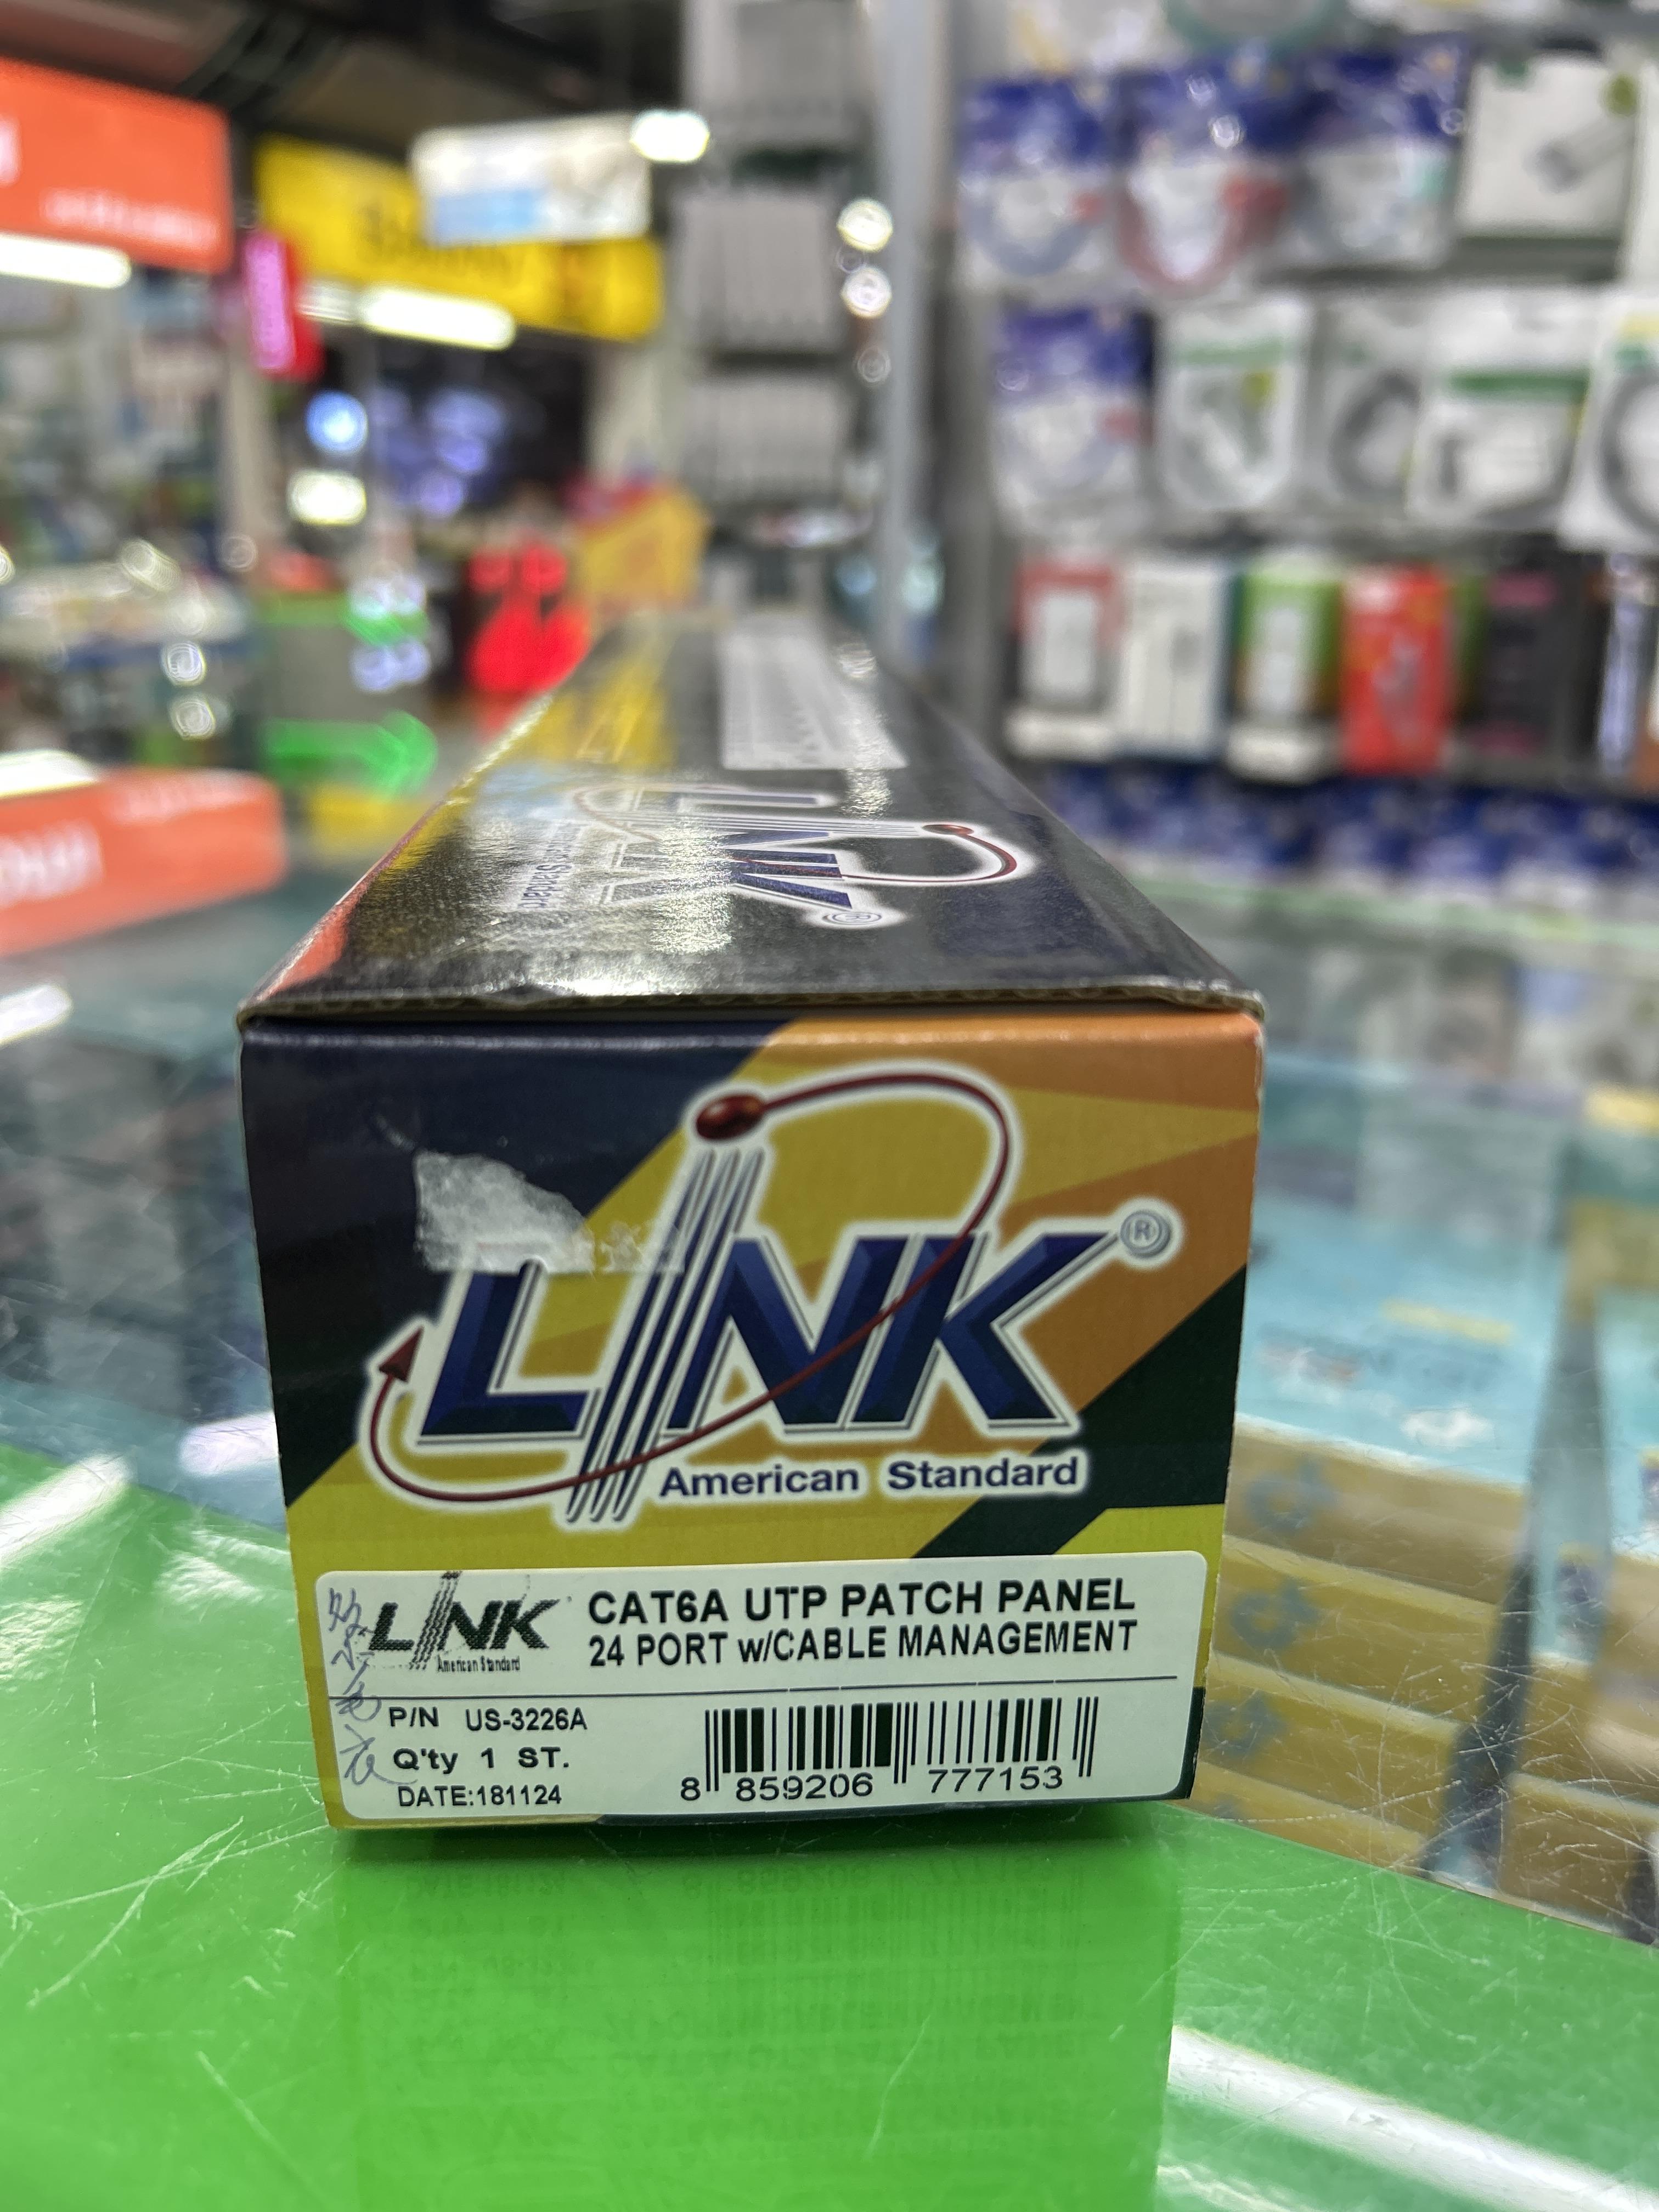 LINK®
American Standard
LINK
American Standard
CAT6A UTP PATCH PANEL
24 PORT w/CABLE MANAGEMENT
P/N US-3226A
Q'ty 1 ST.
DATE:181124
8 859206 777153